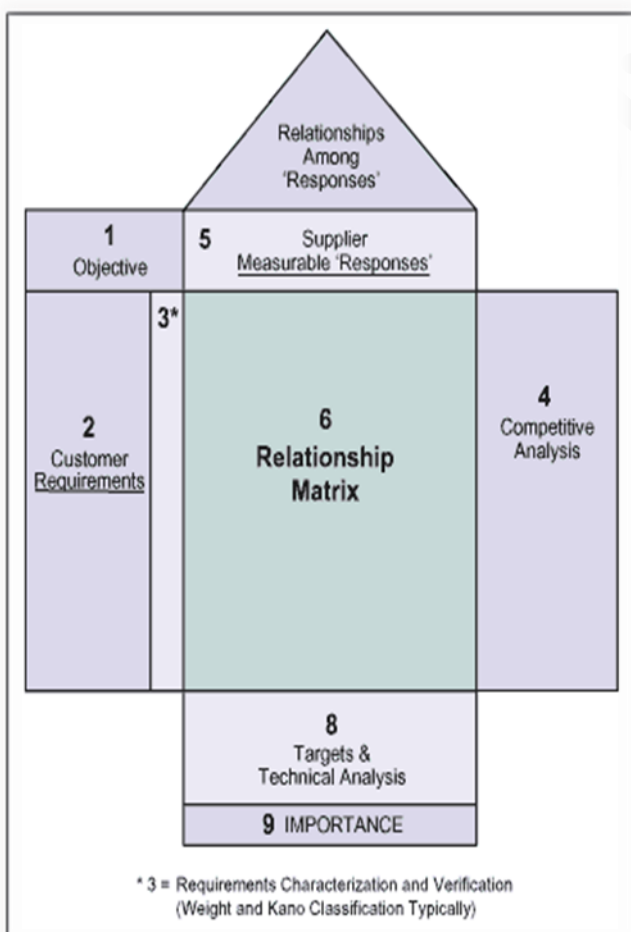 Relationships
Among
'Responses'
1
Objective
5
Supplier
Measurable 'Responses'
3*
2
Customer
Requirements
6
Relationship
Matrix
4
Competitive
Analysis
8
Targets &
Technical Analysis
9 IMPORTANCE
* 3 = Requirements Characterization and Verification
(Weight and Kano Classification Typically)